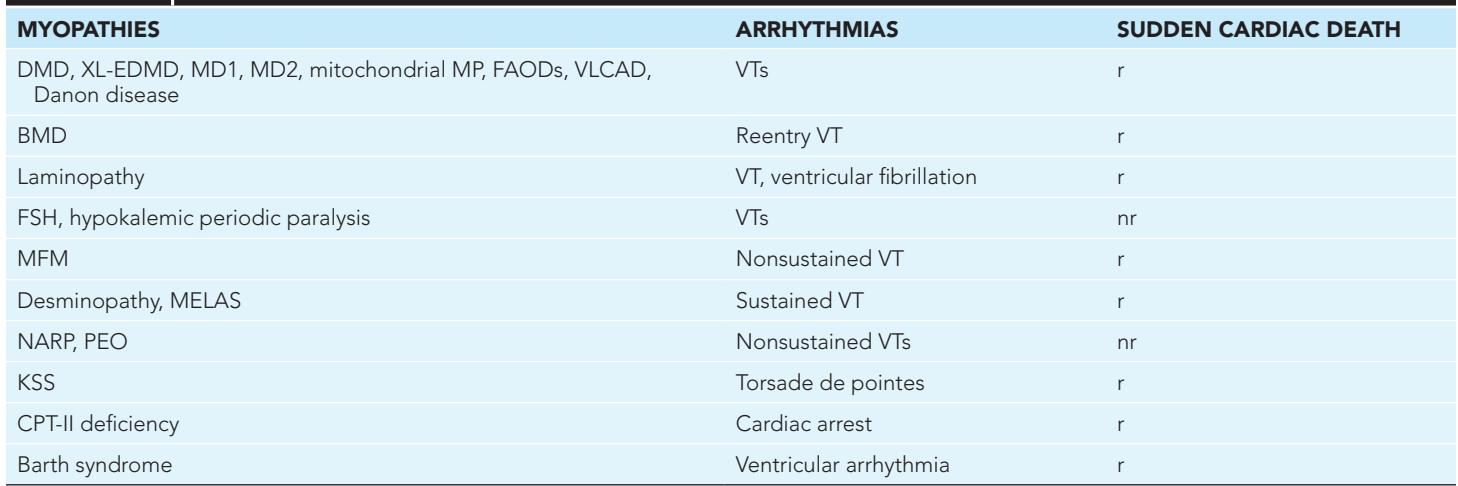 MYOPATHIES ARRHYTHMIAS SUDDEN CARDIAC DEATH
DMD, XL-EDMD, MD1, MD2, mitochondrial MP, FAODs, VLCAD, VTs r
Danon disease
BMD Reentry VT r
Laminopathy VT, ventricular fibrillation r
FSH, hypokalemic periodic paralysis VTs nr
MFM Nonsustained VT r
Desminopathy, MELAS Sustained VT r
NARP, PEO Nonsustained VTs nr
KSS Torsade de pointes r
CPT-II deficiency Cardiac arrest r
Barth syndrome Ventricular arrhythmia r